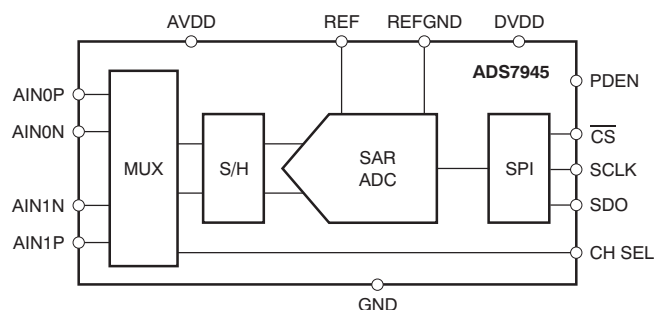 AVDD
REF
REFGND
DVDD
ADS7945
PDEN
AIN0P
AIN0N
AIN1N
AIN1P
MUX
S/H
SAR
ADC
SPI
CS
SCLK
SDO
CH SEL
GND